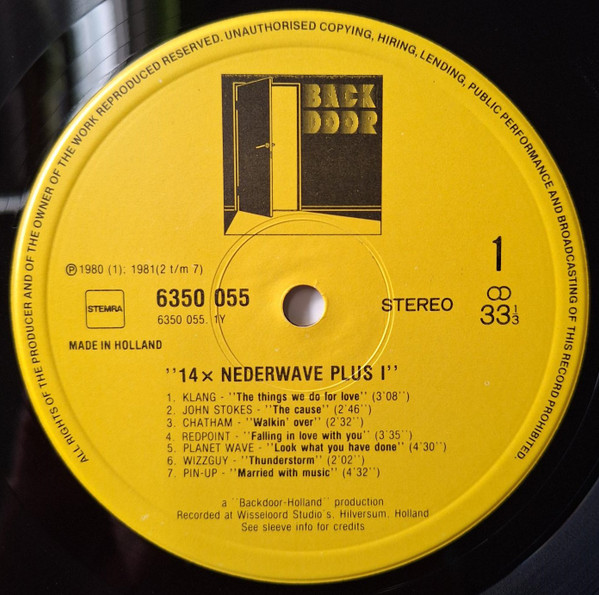 ALL RIGHTS OF THE PRODUCER AND OF THE OWNER OF THE WORK REPRODUCED RESERVED. UNAUTHORISED COPYING, HIRING, LENDING, PUBLIC PERFORMANCE AND BROADCASTING OF THIS RECORD PROHIBITED.
BACK
DOOR
℗ 1980 (1): 1981(2 t/m 7)
1
STEMRA
6350 055
6350 055. 1Y
STEREO
33 1/3
MADE IN HOLLAND
''14× NEDERWAVE PLUS I''
1. KLANG - ''The things we do for love'' (3'08'')
2. JOHN STOKES - ''The cause'' (2'46'')
3. CHATHAM - ''Walkin' over'' (2'32'')
4. REDPOINT - ''Falling in love with you'' (3'35'')
5. PLANET WAVE - ''Look what you have done'' (4'30'')
6. WIZZGUY - ''Thunderstorm'' (2'02'')
7. PIN-UP - ''Married with music'' (4'32'')
a ''Backdoor-Holland'' production
Recorded at Wisseloord Studio's, Hilversum, Holland
See sleeve info for credits